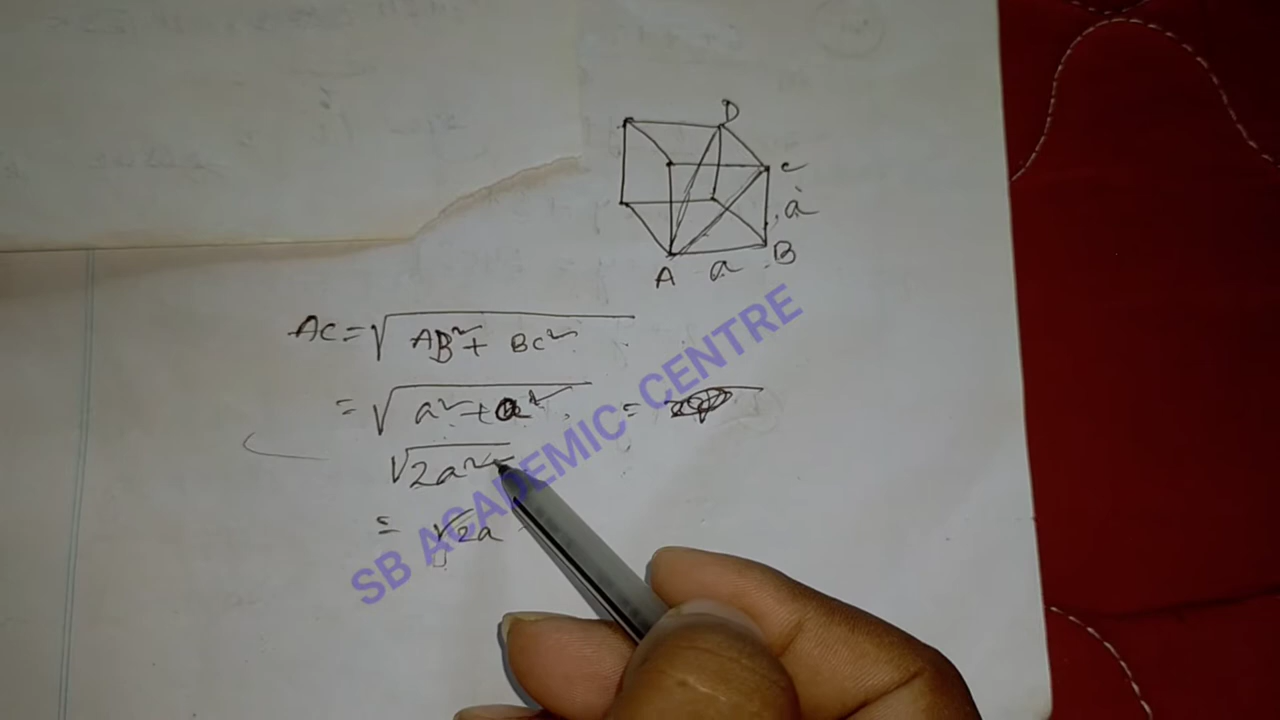 D
C
a
A a B
AC = √AB² + BC²
= √a² + a² =
√2a²
= √2a
SB ACADEMIC CENTRE